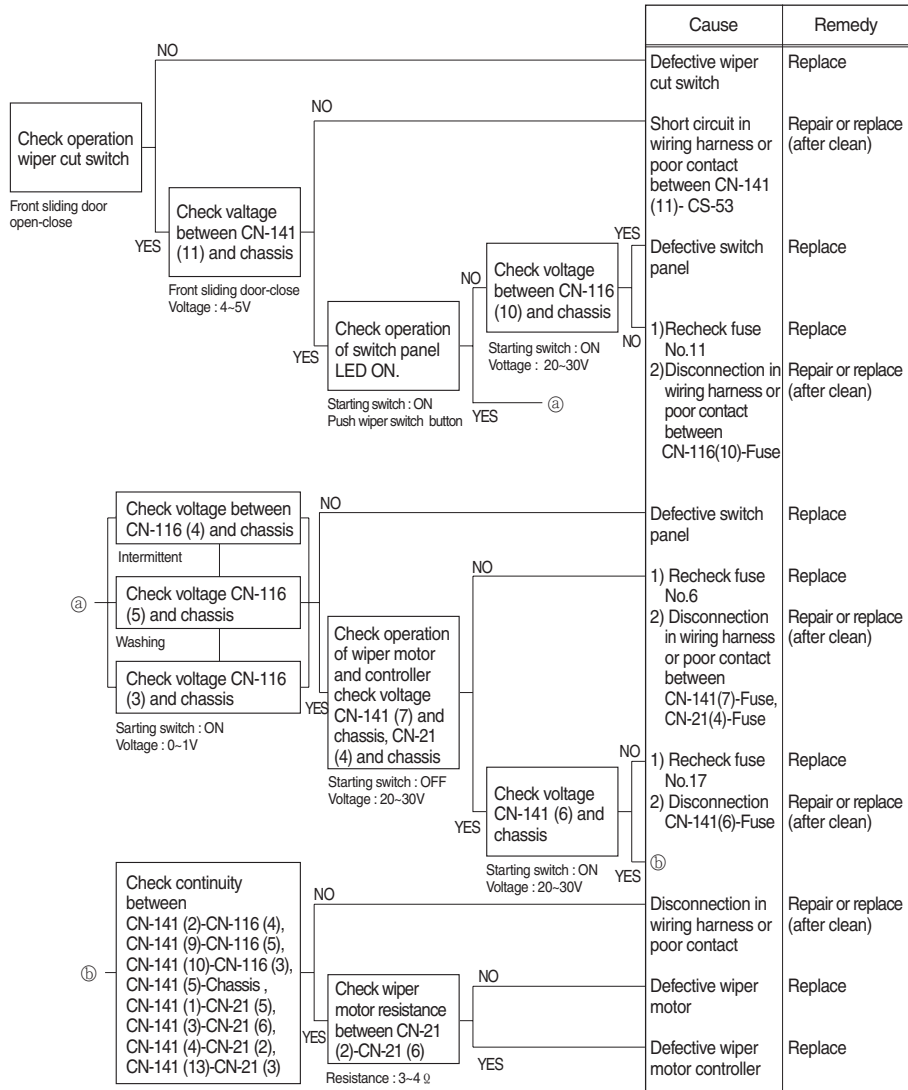 Cause
Remedy
NO
Defective wiper
cut switch
Replace
Check operation
wiper cut switch
Front sliding door
open-close
NO
Short circuit in
wiring harness or
poor contact
between CN-141
(11)- CS-53
Repair or replace
(after clean)
YES
Check valtage
between CN-141
(11) and chassis
Front sliding door-close
Voltage : 4~5V
YES
Defective switch
panel
Replace
NO
Check voltage
between CN-116
(10) and chassis
Starting switch : ON
Vottage : 20~30V
NO
1)Recheck fuse
No.11
Replace
2)Disconnection in
wiring harness or
poor contact
between
CN-116(10)-Fuse
Repair or replace
(after clean)
YES
Check operation
of switch panel
LED ON.
Starting switch : ON
Push wiper switch button
YES
ⓐ
Check voltage between
CN-116 (4) and chassis
Intermittent
ⓐ
Check voltage CN-116
(5) and chassis
Washing
Check voltage CN-116
(3) and chassis
Sarting switch : ON
Voltage : 0~1V
NO
Defective switch
panel
Replace
YES
Check operation
of wiper motor
and controller
check voltage
CN-141 (7) and
chassis, CN-21
(4) and chassis
Starting switch : OFF
Voltage : 20~30V
NO
1) Recheck fuse
No.6
Replace
2) Disconnection
in wiring harness
or poor contact
between
CN-141(7)-Fuse,
CN-21(4)-Fuse
Repair or replace
(after clean)
YES
Check voltage
CN-141 (6) and
chassis
Starting switch : ON
Voltage : 20~30V
NO
1) Recheck fuse
No.17
Replace
2) Disconnection
CN-141(6)-Fuse
Repair or replace
(after clean)
YES
ⓑ
ⓑ
Check continuity
between
CN-141 (2)-CN-116 (4),
CN-141 (9)-CN-116 (5),
CN-141 (10)-CN-116 (3),
CN-141 (5)-Chassis ,
CN-141 (1)-CN-21 (5),
CN-141 (3)-CN-21 (6),
CN-141 (4)-CN-21 (2),
CN-141 (13)-CN-21 (3)
NO
Disconnection in
wiring harness or
poor contact
Repair or replace
(after clean)
YES
Check wiper
motor resistance
between CN-21
(2)-CN-21 (6)
Resistance : 3~4 Ω
NO
Defective wiper
motor
Replace
YES
Defective wiper
motor controller
Replace